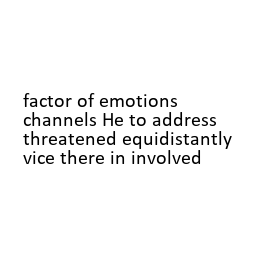 factor of emotions
channels He to address
threatened equidistantly
vice there in involved